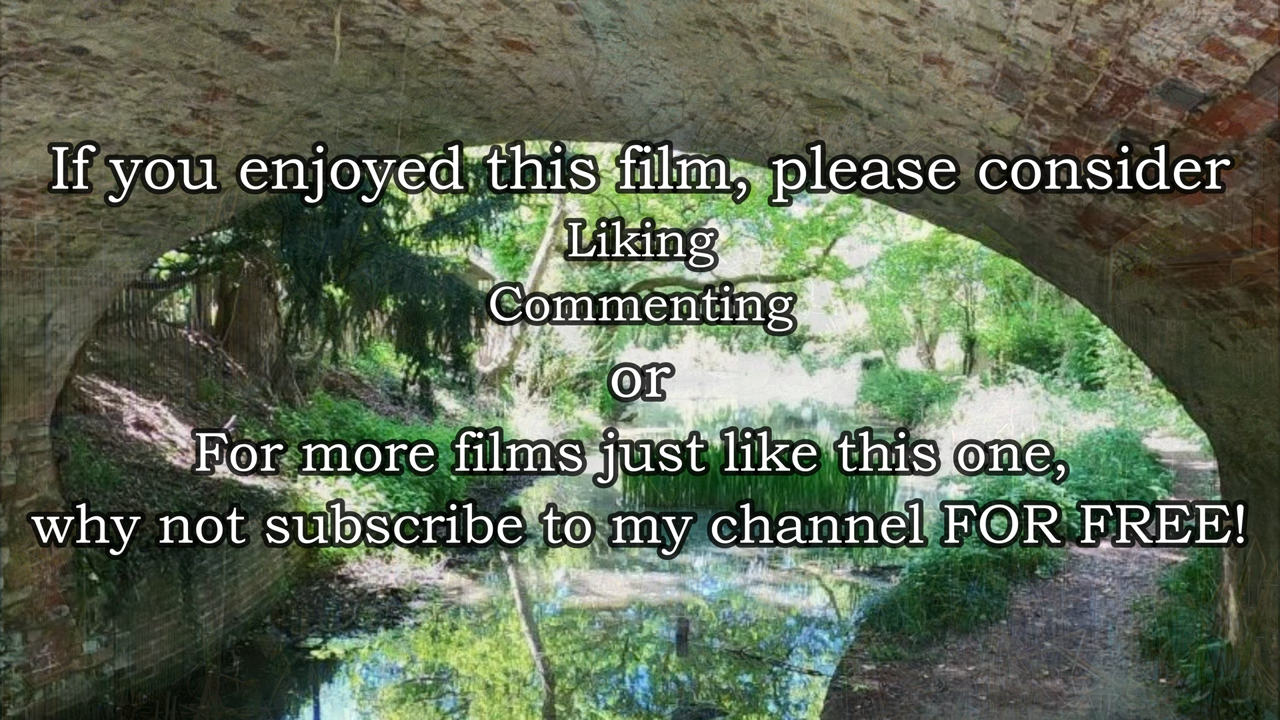 If you enjoyed this film, please consider
Liking
Commenting
or
For more films just like this one,
why not subscribe to my channel FOR FREE!